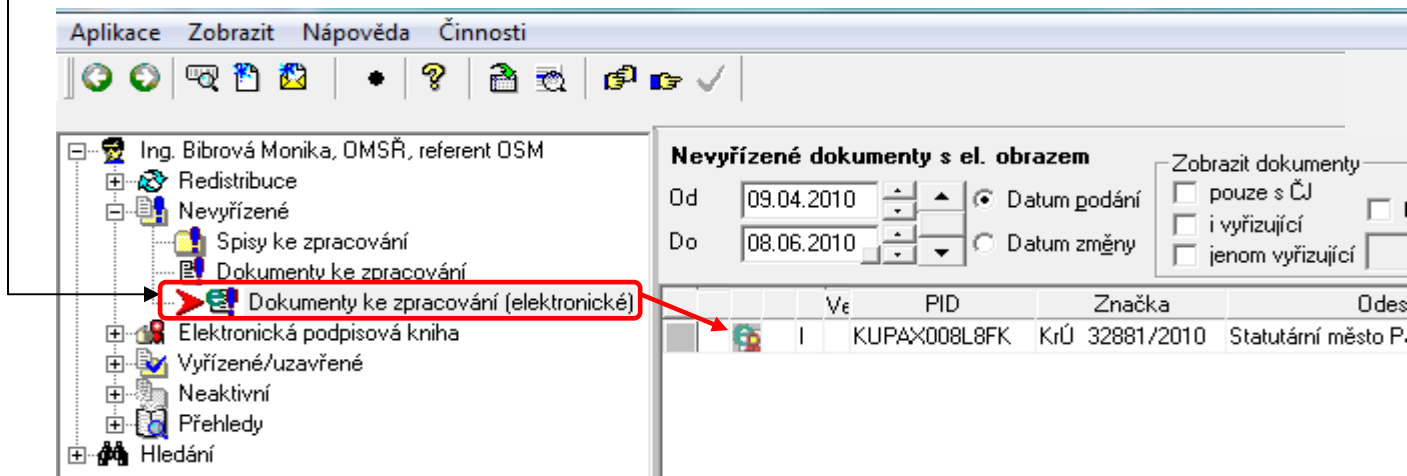 Aplikace Zobrazit Nápověda Činnosti
Ing. Bibrová Monika, OMSŘ, referent OSM
Redistribuce
Nevyřízené
Spisy ke zpracování
Dokumenty ke zpracování
Dokumenty ke zpracování (elektronické)
Elektronická podpisová kniha
Vyřízené/uzavřené
Neaktivní
Přehledy
Hledání
Nevyřízené dokumenty s el. obrazem
Od 09.04.2010 Datum podání
Do 08.06.2010 Datum změny
Zobrazit dokumenty
pouze s ČJ
i vyřizující
jenom vyřizující
Ve PID Značka Odes
I KUPAX008L8FK KrÚ 32881/2010 Statutární město P